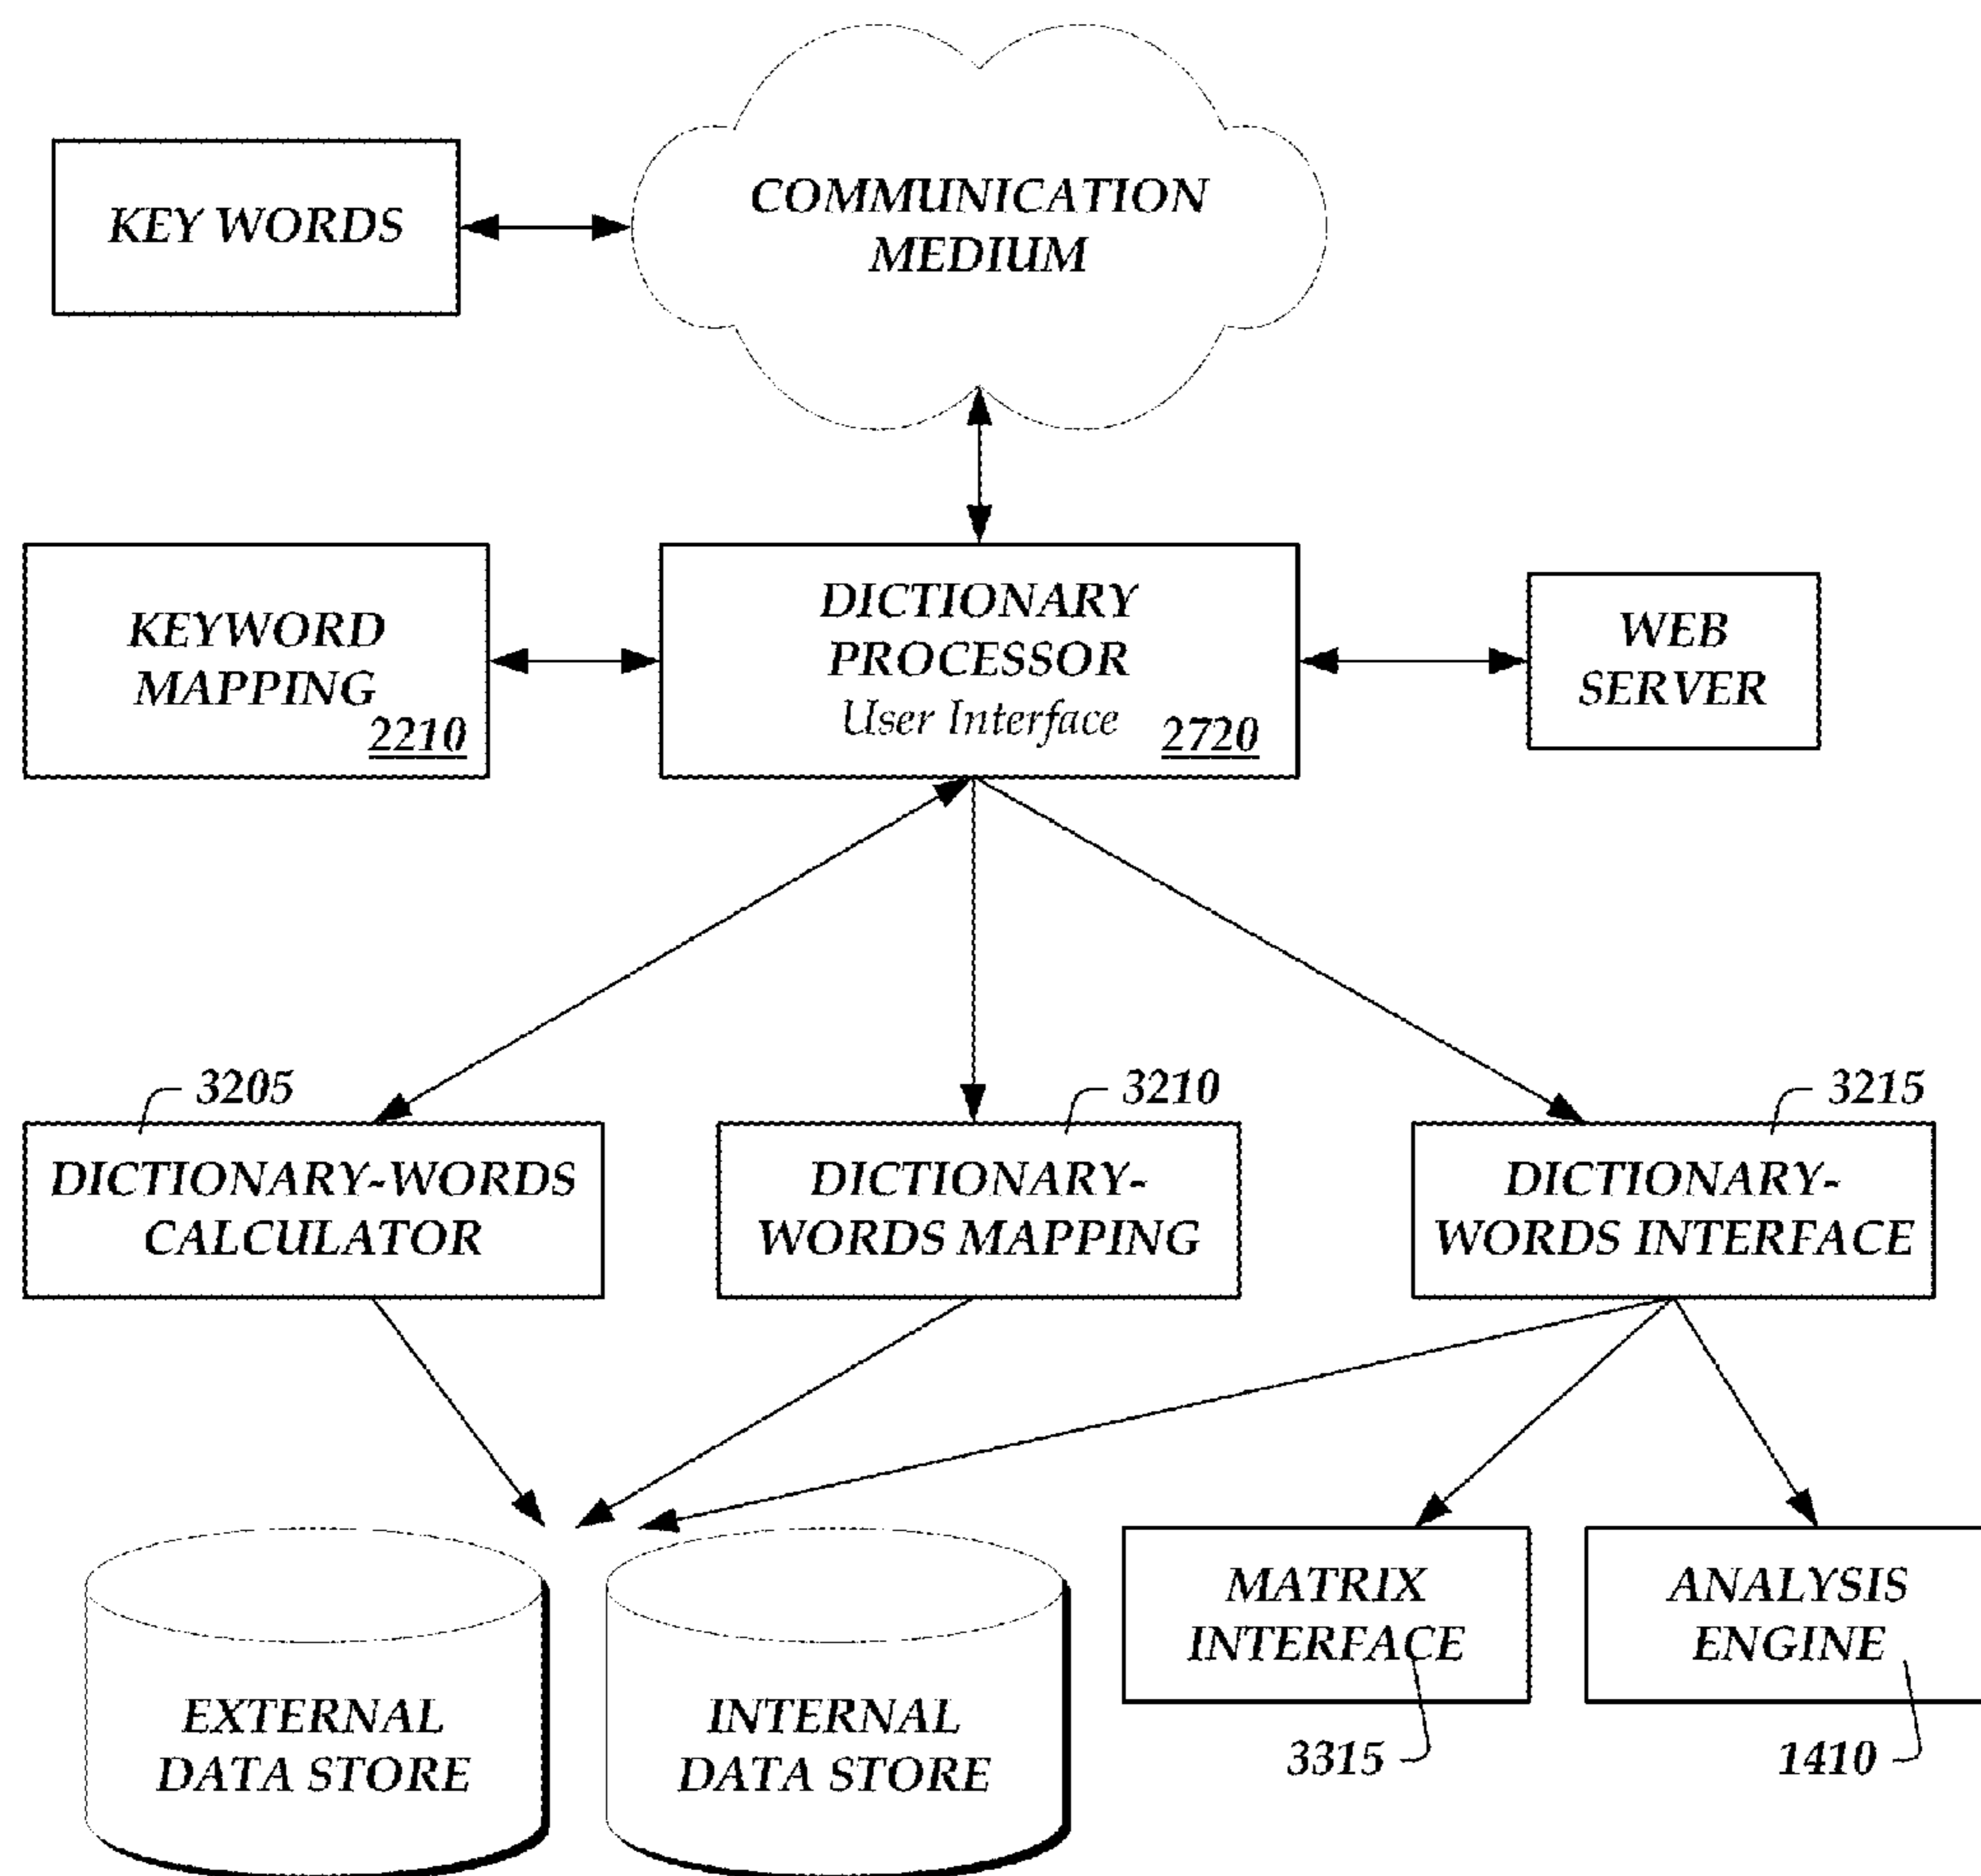 KEY WORDS
COMMUNICATION
MEDIUM
KEYWORD
MAPPING
2210
DICTIONARY
PROCESSOR
User Interface
2720
WEB
SERVER
3205
DICTIONARY-WORDS
CALCULATOR
3210
DICTIONARY-
WORDS MAPPING
3215
DICTIONARY-
WORDS INTERFACE
EXTERNAL
DATA STORE
INTERNAL
DATA STORE
MATRIX
INTERFACE
3315
ANALYSIS
ENGINE
1410